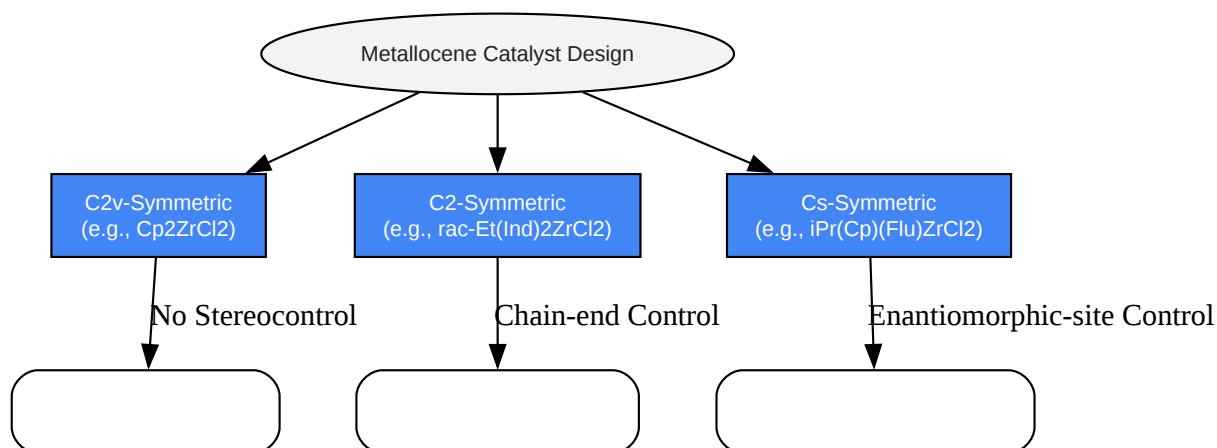 Metallocene Catalyst Design
C2v-Symmetric
(e.g., Cp2ZrCl2)
C2-Symmetric
(e.g., rac-Et(Ind)2ZrCl2)
Cs-Symmetric
(e.g., iPr(Cp)(Flu)ZrCl2)
No Stereocontrol
Chain-end Control
Enantiomorphic-site Control